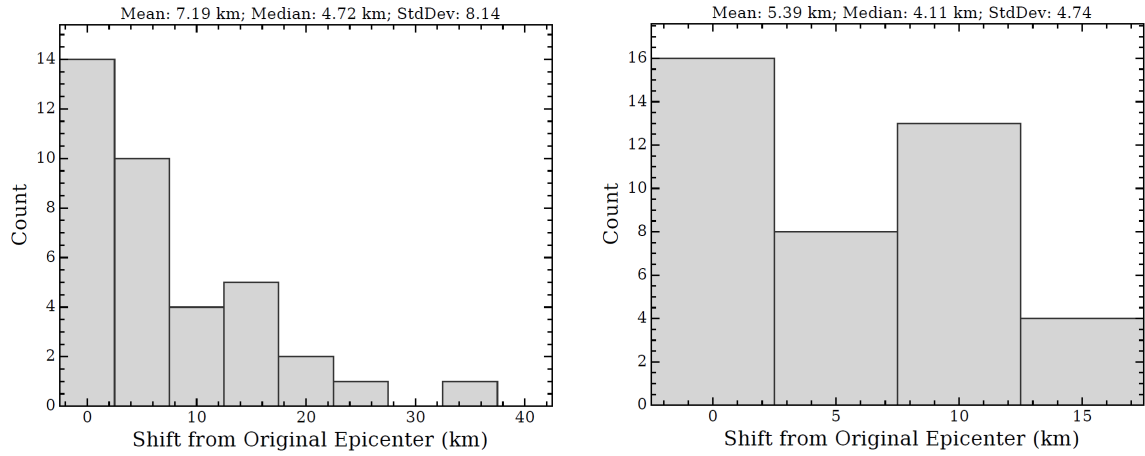 Mean: 7.19 km; Median: 4.72 km; StdDev: 8.14
14
12
10
8
6
4
2
0
Count
0 10 20 30 40
Shift from Original Epicenter (km)
Mean: 5.39 km; Median: 4.11 km; StdDev: 4.74
16
14
12
10
8
6
4
2
0
Count
0 5 10 15
Shift from Original Epicenter (km)